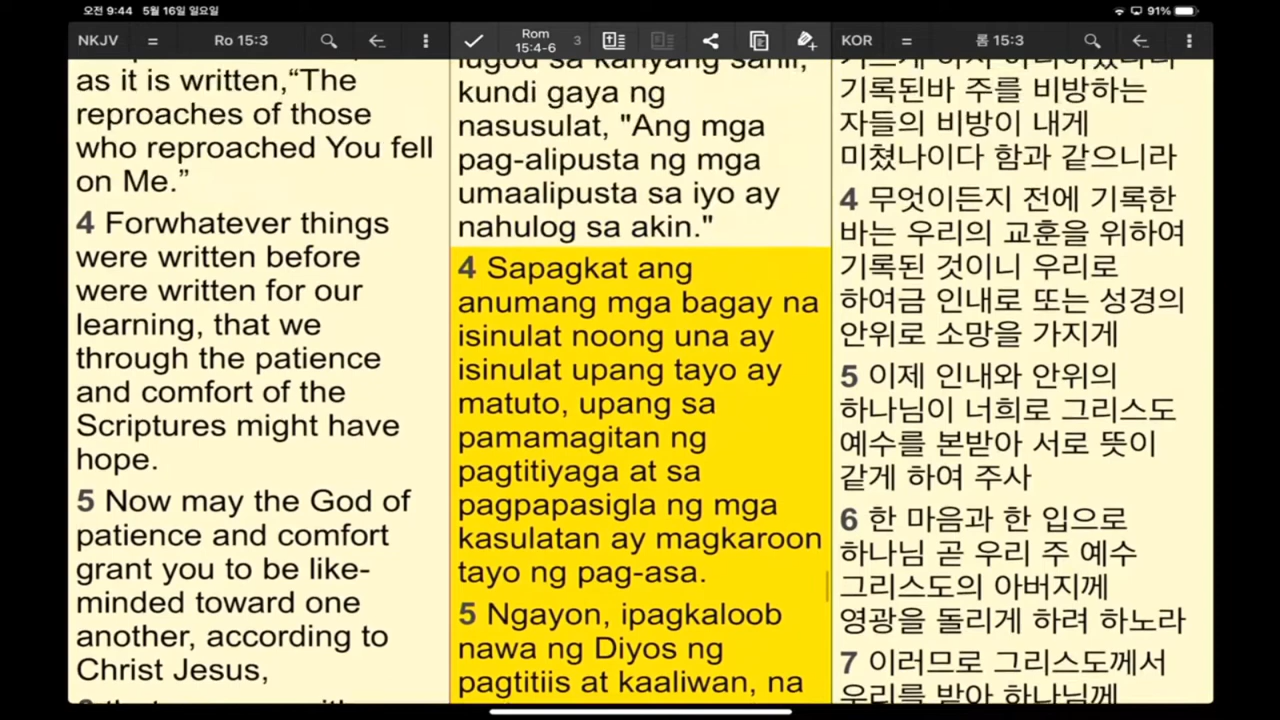 오전 9:44 5월 16일 일요일
91%
NKJV = Ro 15:3
as it is written,“The
reproaches of those
who reproached You fell
on Me.”
4 Forwhatever things
were written before
were written for our
learning, that we
through the patience
and comfort of the
Scriptures might have
hope.
5 Now may the God of
patience and comfort
grant you to be like-
minded toward one
another, according to
Christ Jesus,
Rom
15:4-6
3
lugod sa kanyang sarili,
kundi gaya ng
nasusulat, "Ang mga
pag-alipusta ng mga
umaalipusta sa iyo ay
nahulog sa akin."
4 Sapagkat ang
anumang mga bagay na
isinulat noong una ay
isinulat upang tayo ay
matuto, upang sa
pamamagitan ng
pagtitiyaga at sa
pagpapasigla ng mga
kasulatan ay magkaroon
tayo ng pag-asa.
5 Ngayon, ipagkaloob
nawa ng Diyos ng
pagtitiis at kaaliwan, na
KOR = 롬 15:3
기록된바 주를 비방하는
자들의 비방이 내게
미쳤나이다 함과 같으니라
4 무엇이든지 전에 기록한
바는 우리의 교훈을 위하여
기록된 것이니 우리로
하여금 인내로 또는 성경의
안위로 소망을 가지게
5 이제 인내와 안위의
하나님이 너희로 그리스도
예수를 본받아 서로 뜻이
같게 하여 주사
6 한 마음과 한 입으로
하나님 곧 우리 주 예수
그리스도의 아버지께
영광을 돌리게 하려 하노라
7 이러므로 그리스도께서
우리를 받아 하나님께